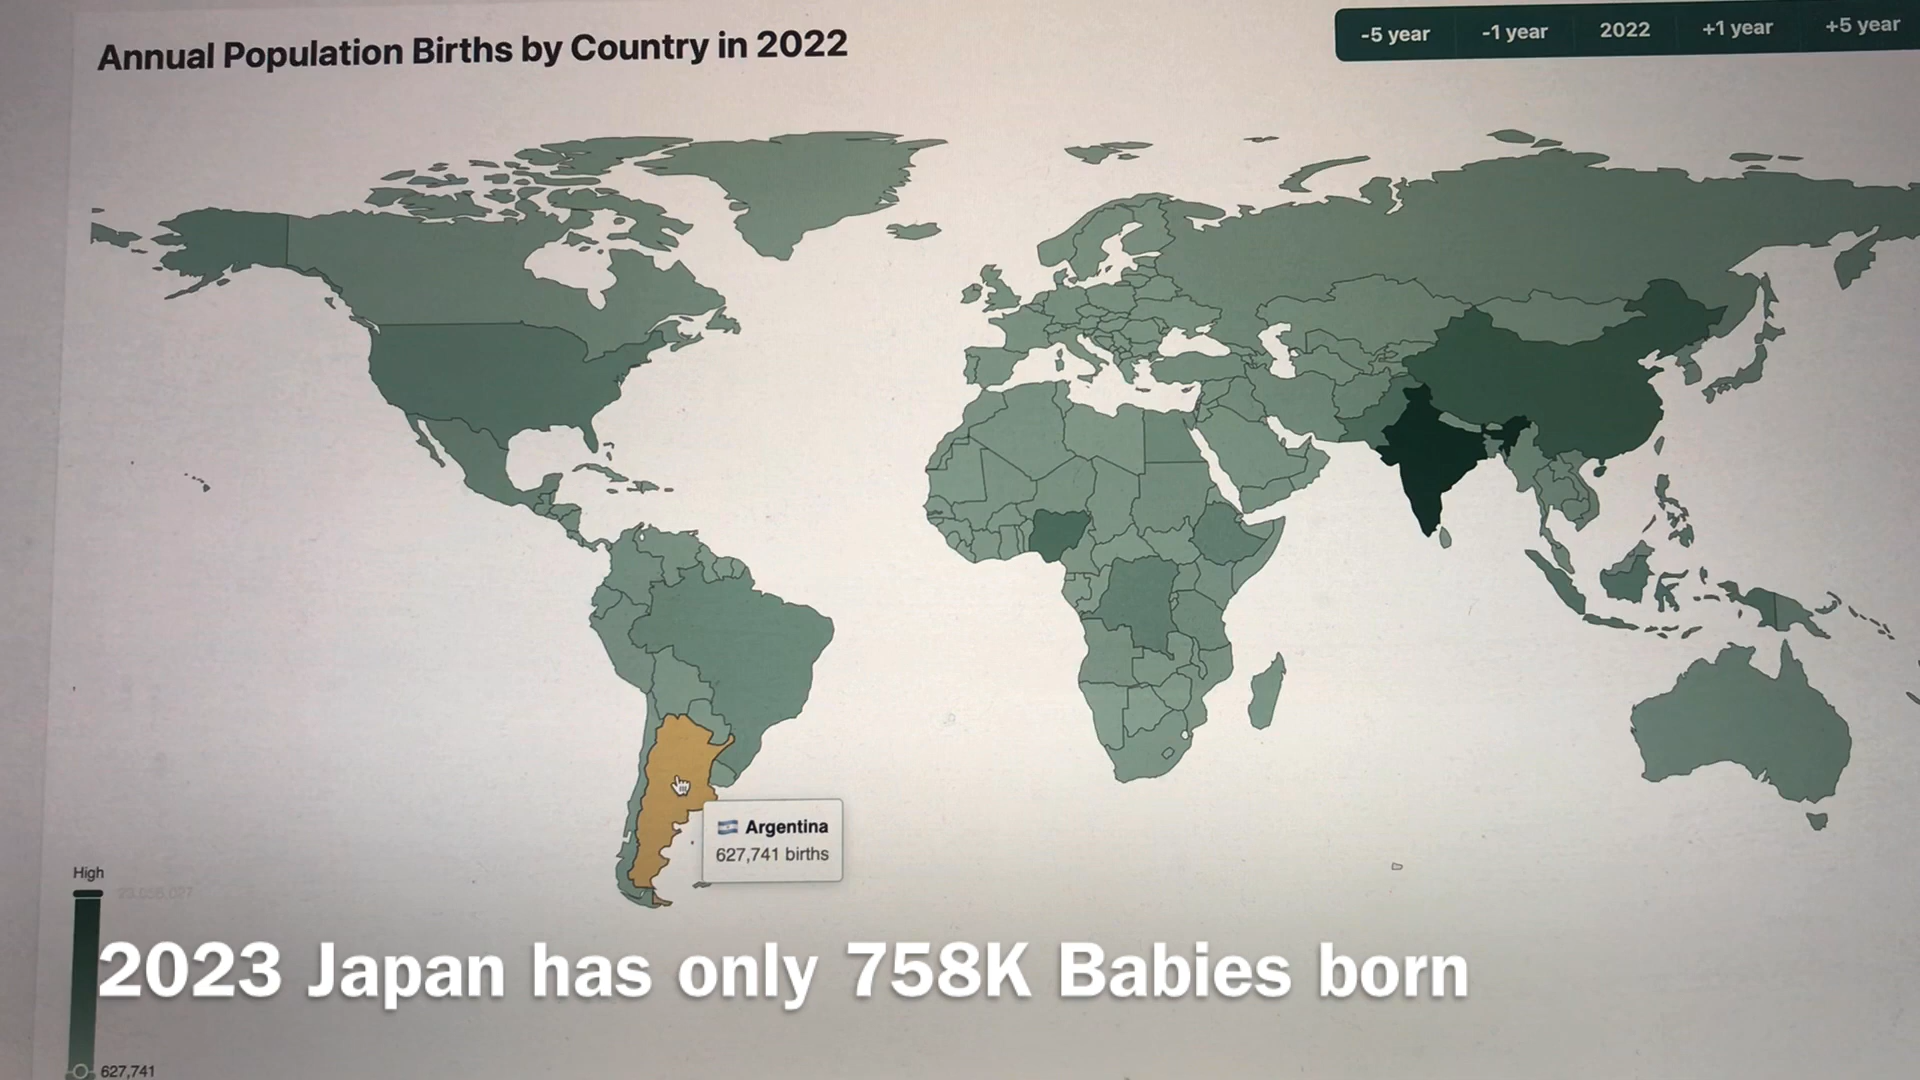 Annual Population Births by Country in 2022
-5 year -1 year 2022 +1 year +5 year
Argentina
627,741 births
High
627,741
2023 Japan has only 758K Babies born